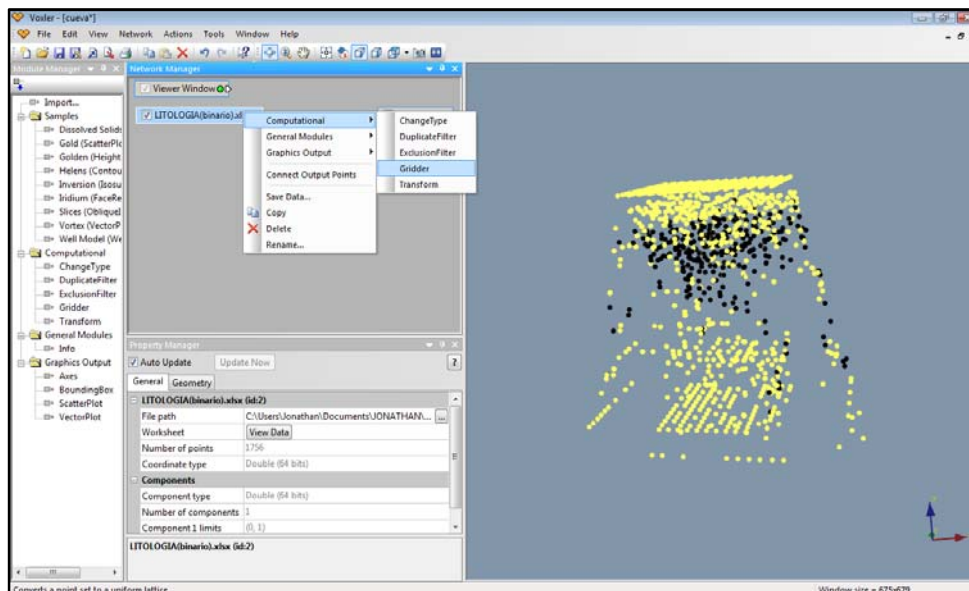 Voxler - [cueva*]
File Edit View Network Actions Tools Window Help
Module Manager
Import...
Samples
Dissolved Solids
Gold (ScatterPlo
Golden (Height
Helens (Contou
Inversion (Isosu
Iridium (FaceRe
Slices (Obliquel
Vortex (VectorP
Well Model (We
Computational
ChangeType
DuplicateFilter
ExclusionFilter
Gridder
Transform
General Modules
Info
Graphics Output
Axes
BoundingBox
ScatterPlot
VectorPlot
Network Manager
Viewer Window
LITOLOGIA(binario).xl
Computational
General Modules
Graphics Output
Connect Output Points
Save Data...
Copy
Delete
Rename...
ChangeType
DuplicateFilter
ExclusionFilter
Gridder
Transform
Property Manager
Auto Update Update Now ?
General Geometry
LITOLOGIA(binario).xlsx (id:2)
File path C:\Users\Jonathan\Documents\JONATHAN\... ...
Worksheet View Data
Number of points 1756
Coordinate type Double (64 bits)
Components
Component type Double (64 bits)
Number of components 1
Component 1 limits (0, 1)
LITOLOGIA(binario).xlsx (id:2)
Converts a point set to a uniform lattice. Window size = 675x679